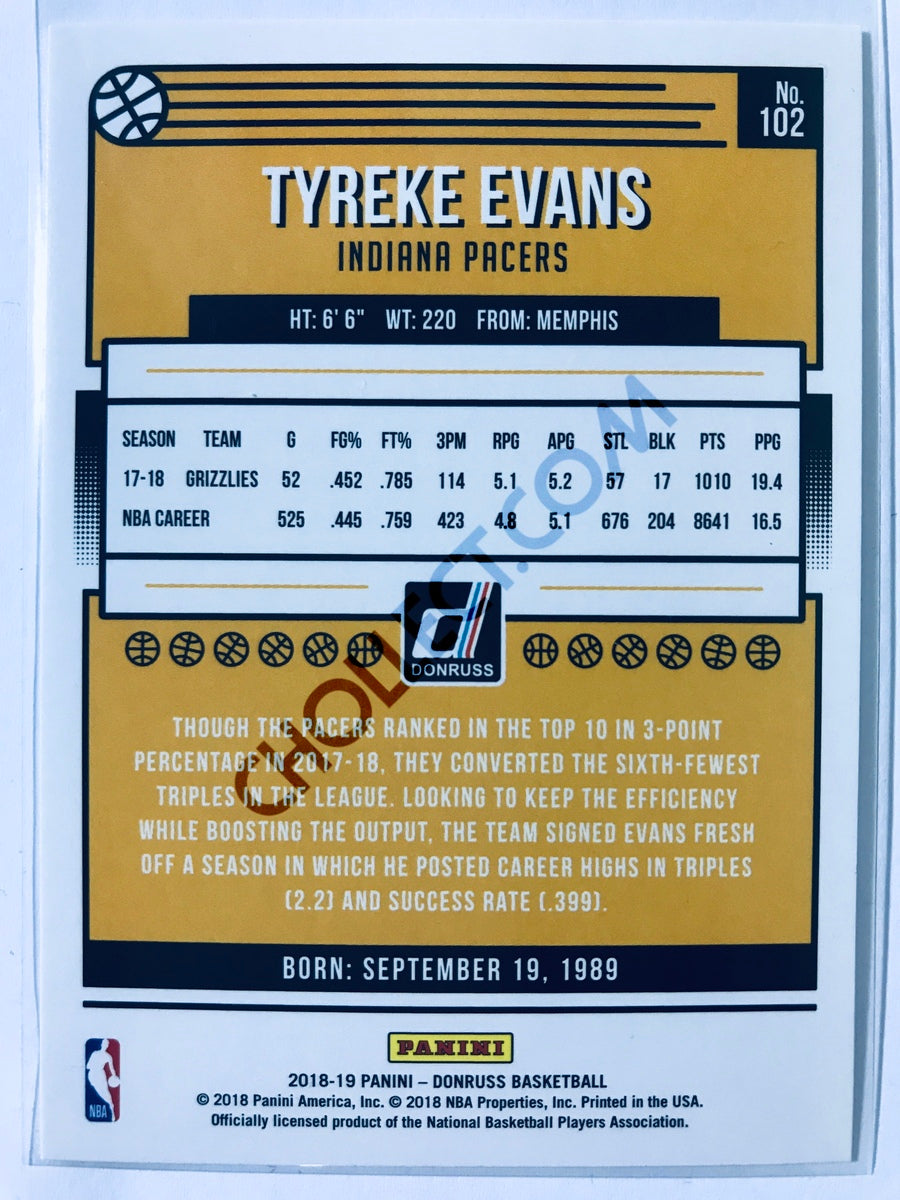 No.
102
TYREKE EVANS
INDIANA PACERS
HT: 6' 6" WT: 220 FROM: MEMPHIS
SEASON TEAM G FG% FT% 3PM RPG APG STL BLK PTS PPG
17-18 GRIZZLIES 52 .452 .785 114 5.1 5.2 57 17 1010 19.4
NBA CAREER 525 .445 .759 423 4.8 5.1 676 204 8641 16.5
DONRUSS
THOUGH THE PACERS RANKED IN THE TOP 10 IN 3-POINT
PERCENTAGE IN 2017-18, THEY CONVERTED THE SIXTH-FEWEST
TRIPLES IN THE LEAGUE. LOOKING TO KEEP THE EFFICIENCY
WHILE BOOSTING THE OUTPUT, THE TEAM SIGNED EVANS FRESH
OFF A SEASON IN WHICH HE POSTED CAREER HIGHS IN TRIPLES
(2.2) AND SUCCESS RATE (.399).
BORN: SEPTEMBER 19, 1989
PANINI
2018-19 PANINI – DONRUSS BASKETBALL
© 2018 Panini America, Inc. © 2018 NBA Properties, Inc. Printed in the USA.
Officially licensed product of the National Basketball Players Association.
NBA
CHOLLECT.COM